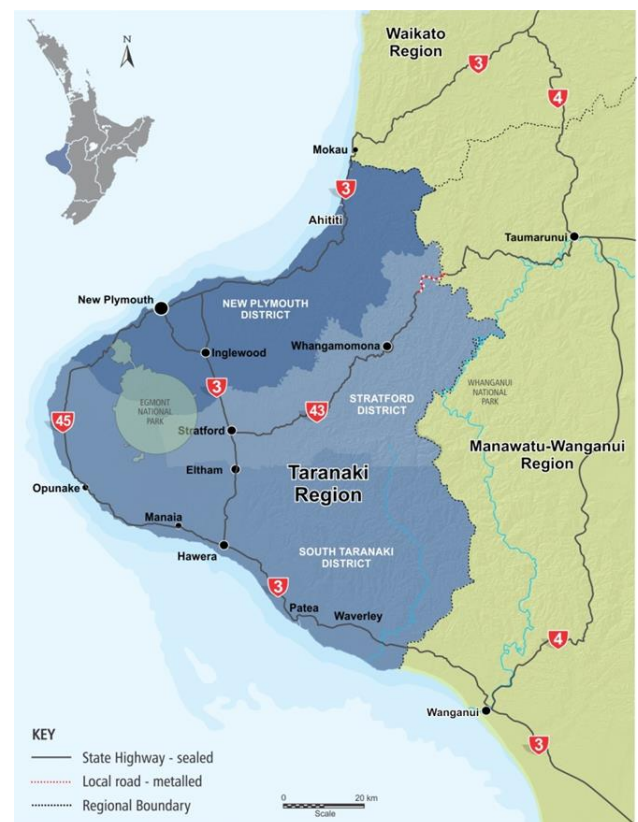 Waikato
Region
3
4
N
Mokau
3
Ahititi
Taumarunui
New Plymouth
NEW PLYMOUTH
DISTRICT
Whangamomona
Inglewood
WHANGANUI
NATIONAL
PARK
3
EGMONT
NATIONAL
PARK
STRATFORD
DISTRICT
43
45
Stratford
Manawatu-Wanganui
Region
Eltham
Taranaki
Region
Opunake
Manaia
Hawera
SOUTH TARANAKI
DISTRICT
3
Patea
Waverley
4
Wanganui
3
KEY
State Highway - sealed
Local road - metalled
Regional Boundary
0 20 km
Scale